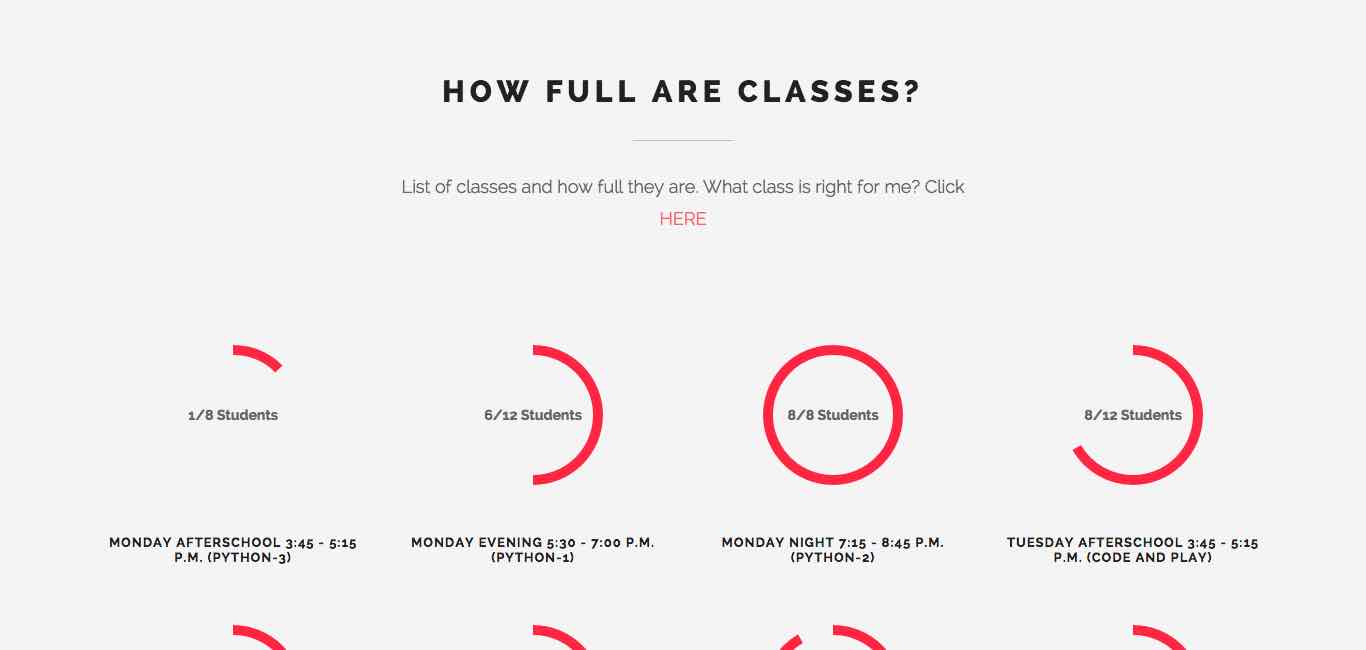 HOW FULL ARE CLASSES?
List of classes and how full they are. What class is right for me? Click
HERE
1/8 Students
6/12 Students
8/8 Students
8/12 Students
MONDAY AFTERSCHOOL 3:45 - 5:15
P.M. (PYTHON-3)
MONDAY EVENING 5:30 - 7:00 P.M.
(PYTHON-1)
MONDAY NIGHT 7:15 - 8:45 P.M.
(PYTHON-2)
TUESDAY AFTERSCHOOL 3:45 - 5:15
P.M. (CODE AND PLAY)